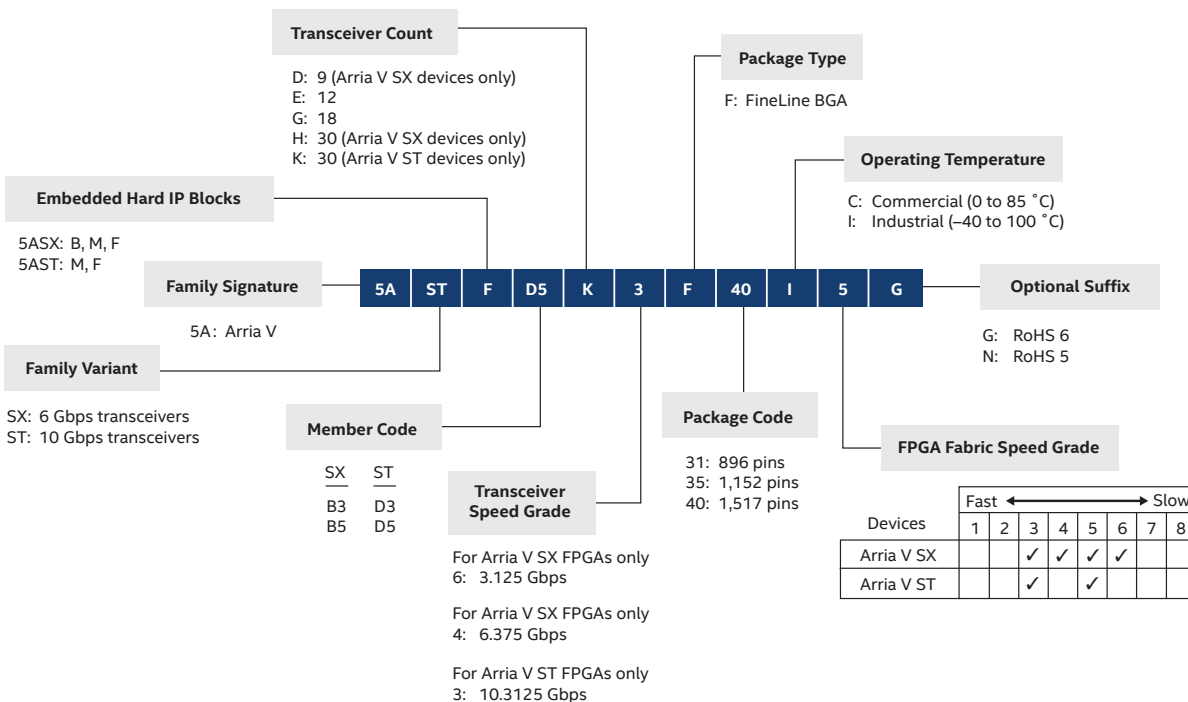 Transceiver Count
D: 9 (Arria V SX devices only)
E: 12
G: 18
H: 30 (Arria V SX devices only)
K: 30 (Arria V ST devices only)
Package Type
F: FineLine BGA
Operating Temperature
C: Commercial (0 to 85 °C)
I: Industrial (–40 to 100 °C)
Embedded Hard IP Blocks
5ASX: B, M, F
5AST: M, F
Family Signature
5A: Arria V
5A ST F D5 K 3 F 40 I 5 G
Optional Suffix
G: RoHS 6
N: RoHS 5
Family Variant
SX: 6 Gbps transceivers
ST: 10 Gbps transceivers
Member Code
SX ST
B3 D3
B5 D5
Transceiver
Speed Grade
For Arria V SX FPGAs only
6: 3.125 Gbps
For Arria V SX FPGAs only
4: 6.375 Gbps
For Arria V ST FPGAs only
3: 10.3125 Gbps
Package Code
31: 896 pins
35: 1,152 pins
40: 1,517 pins
FPGA Fabric Speed Grade
Fast Slow
Devices 1 2 3 4 5 6 7 8
Arria V SX ✓ ✓ ✓ ✓
Arria V ST ✓ ✓